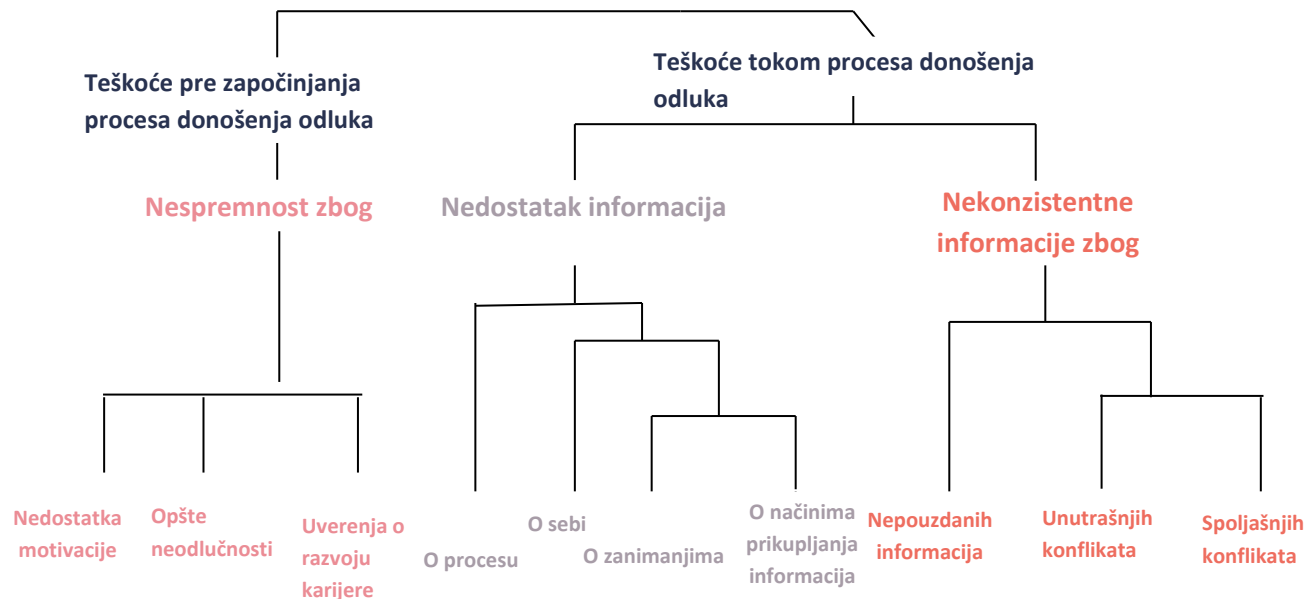 Teškoće pre započinjanja
procesa donošenja odluka
Teškoće tokom procesa donošenja
odluka
Nespremnost zbog
Nedostatak informacija
Nekonzistentne
informacije zbog
Nedostatka
motivacije
Opšte
neodlučnosti
Uverenja o
razvoju
karijere
O procesu
O sebi
O zanimanjima
O načinima
prikupljanja
informacija
Nepouzdanih
informacija
Unutrašnjih
konflikata
Spoljašnjih
konflikata